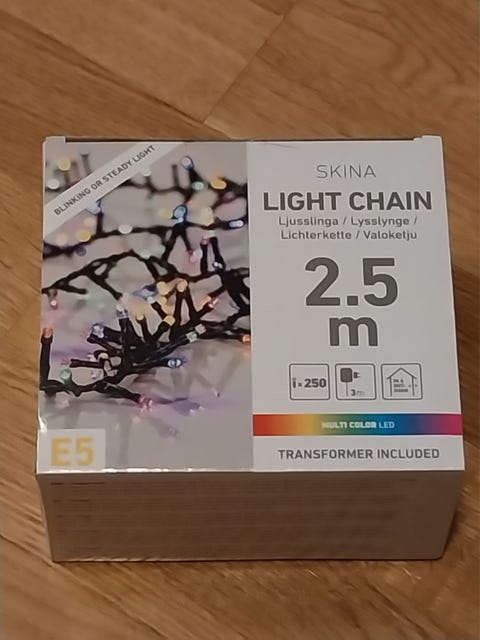 BLINKING OR STEADY LIGHT
SKINA
LIGHT CHAIN
Ljusslinga / Lysslynge /
Lichterkette / Valoketju
2.5
m
x 250
3m
MULTI COLOR LED
E5
TRANSFORMER INCLUDED